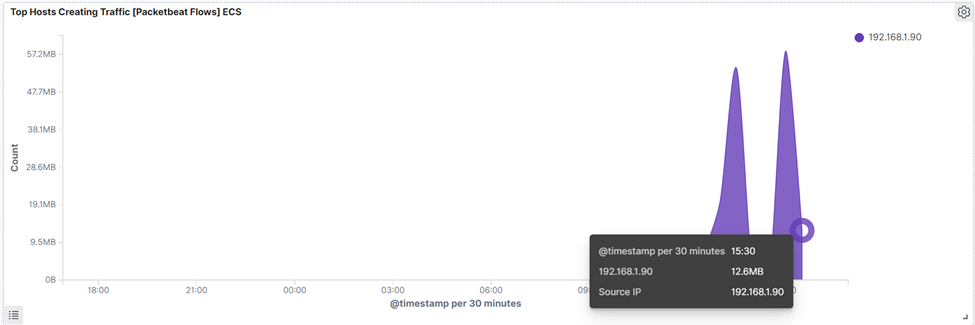 Top Hosts Creating Traffic [Packetbeat Flows] ECS
192.168.1.90
57.2MB
47.7MB
38.1MB
28.6MB
19.1MB
9.5MB
0B
Count
@timestamp per 30 minutes 15:30
192.168.1.90 12.6MB
Source IP 192.168.1.90
18:00 21:00 00:00 03:00 06:00
@timestamp per 30 minutes